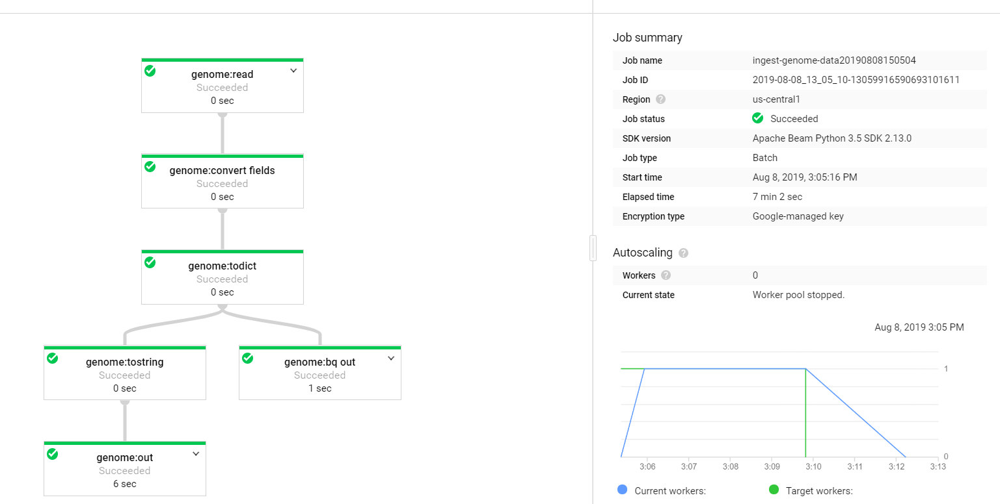 genome:read
Succeeded
0 sec
genome:convert fields
Succeeded
0 sec
genome:todict
Succeeded
0 sec
genome:tostring
Succeeded
0 sec
genome:bq out
Succeeded
1 sec
genome:out
Succeeded
6 sec
Job summary
Job name ingest-genome-data20190808150504
Job ID 2019-08-08_13_05_10-13059916590693101611
Region ? us-central1
Job status Succeeded
SDK version Apache Beam Python 3.5 SDK 2.13.0
Job type Batch
Start time Aug 8, 2019, 3:05:16 PM
Elapsed time 7 min 2 sec
Encryption type Google-managed key
Autoscaling ?
Workers ? 0
Current state Worker pool stopped.
Aug 8, 2019 3:05 PM
1
0
3:06 3:07 3:08 3:09 3:10 3:11 3:12 3:13
Current workers: Target workers: